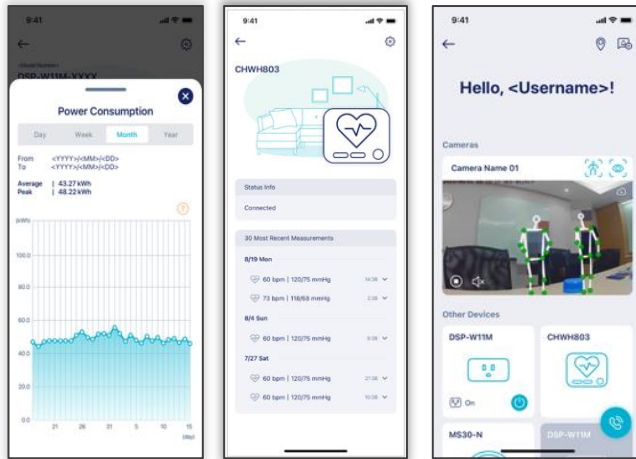 9:41
DSP-W11M-XXXX
Power Consumption
Day Week Month Year
From <YYYY>/<MM>/<DD>
To <YYYY>/<MM>/<DD>
Average | 43.27 kWh
Peak | 48.22 kWh
?
(kWh)
100.0
80.0
60.0
40.0
20.0
0.0
21 26 31 5 10 15
(day)
9:41
CHWH803
Status Info
Connected
30 Most Recent Measurements
8/19 Mon
60 bpm | 120/75 mmHg
73 bpm | 118/68 mmHg
8/4 Sun
60 bpm | 120/75 mmHg
7/27 Sat
60 bpm | 120/75 mmHg
60 bpm | 120/75 mmHg
9:41
Hello, <Username>!
Cameras
Camera Name 01
Other Devices
DSP-W11M CHWH803
On
MS30-N DSP-W11M